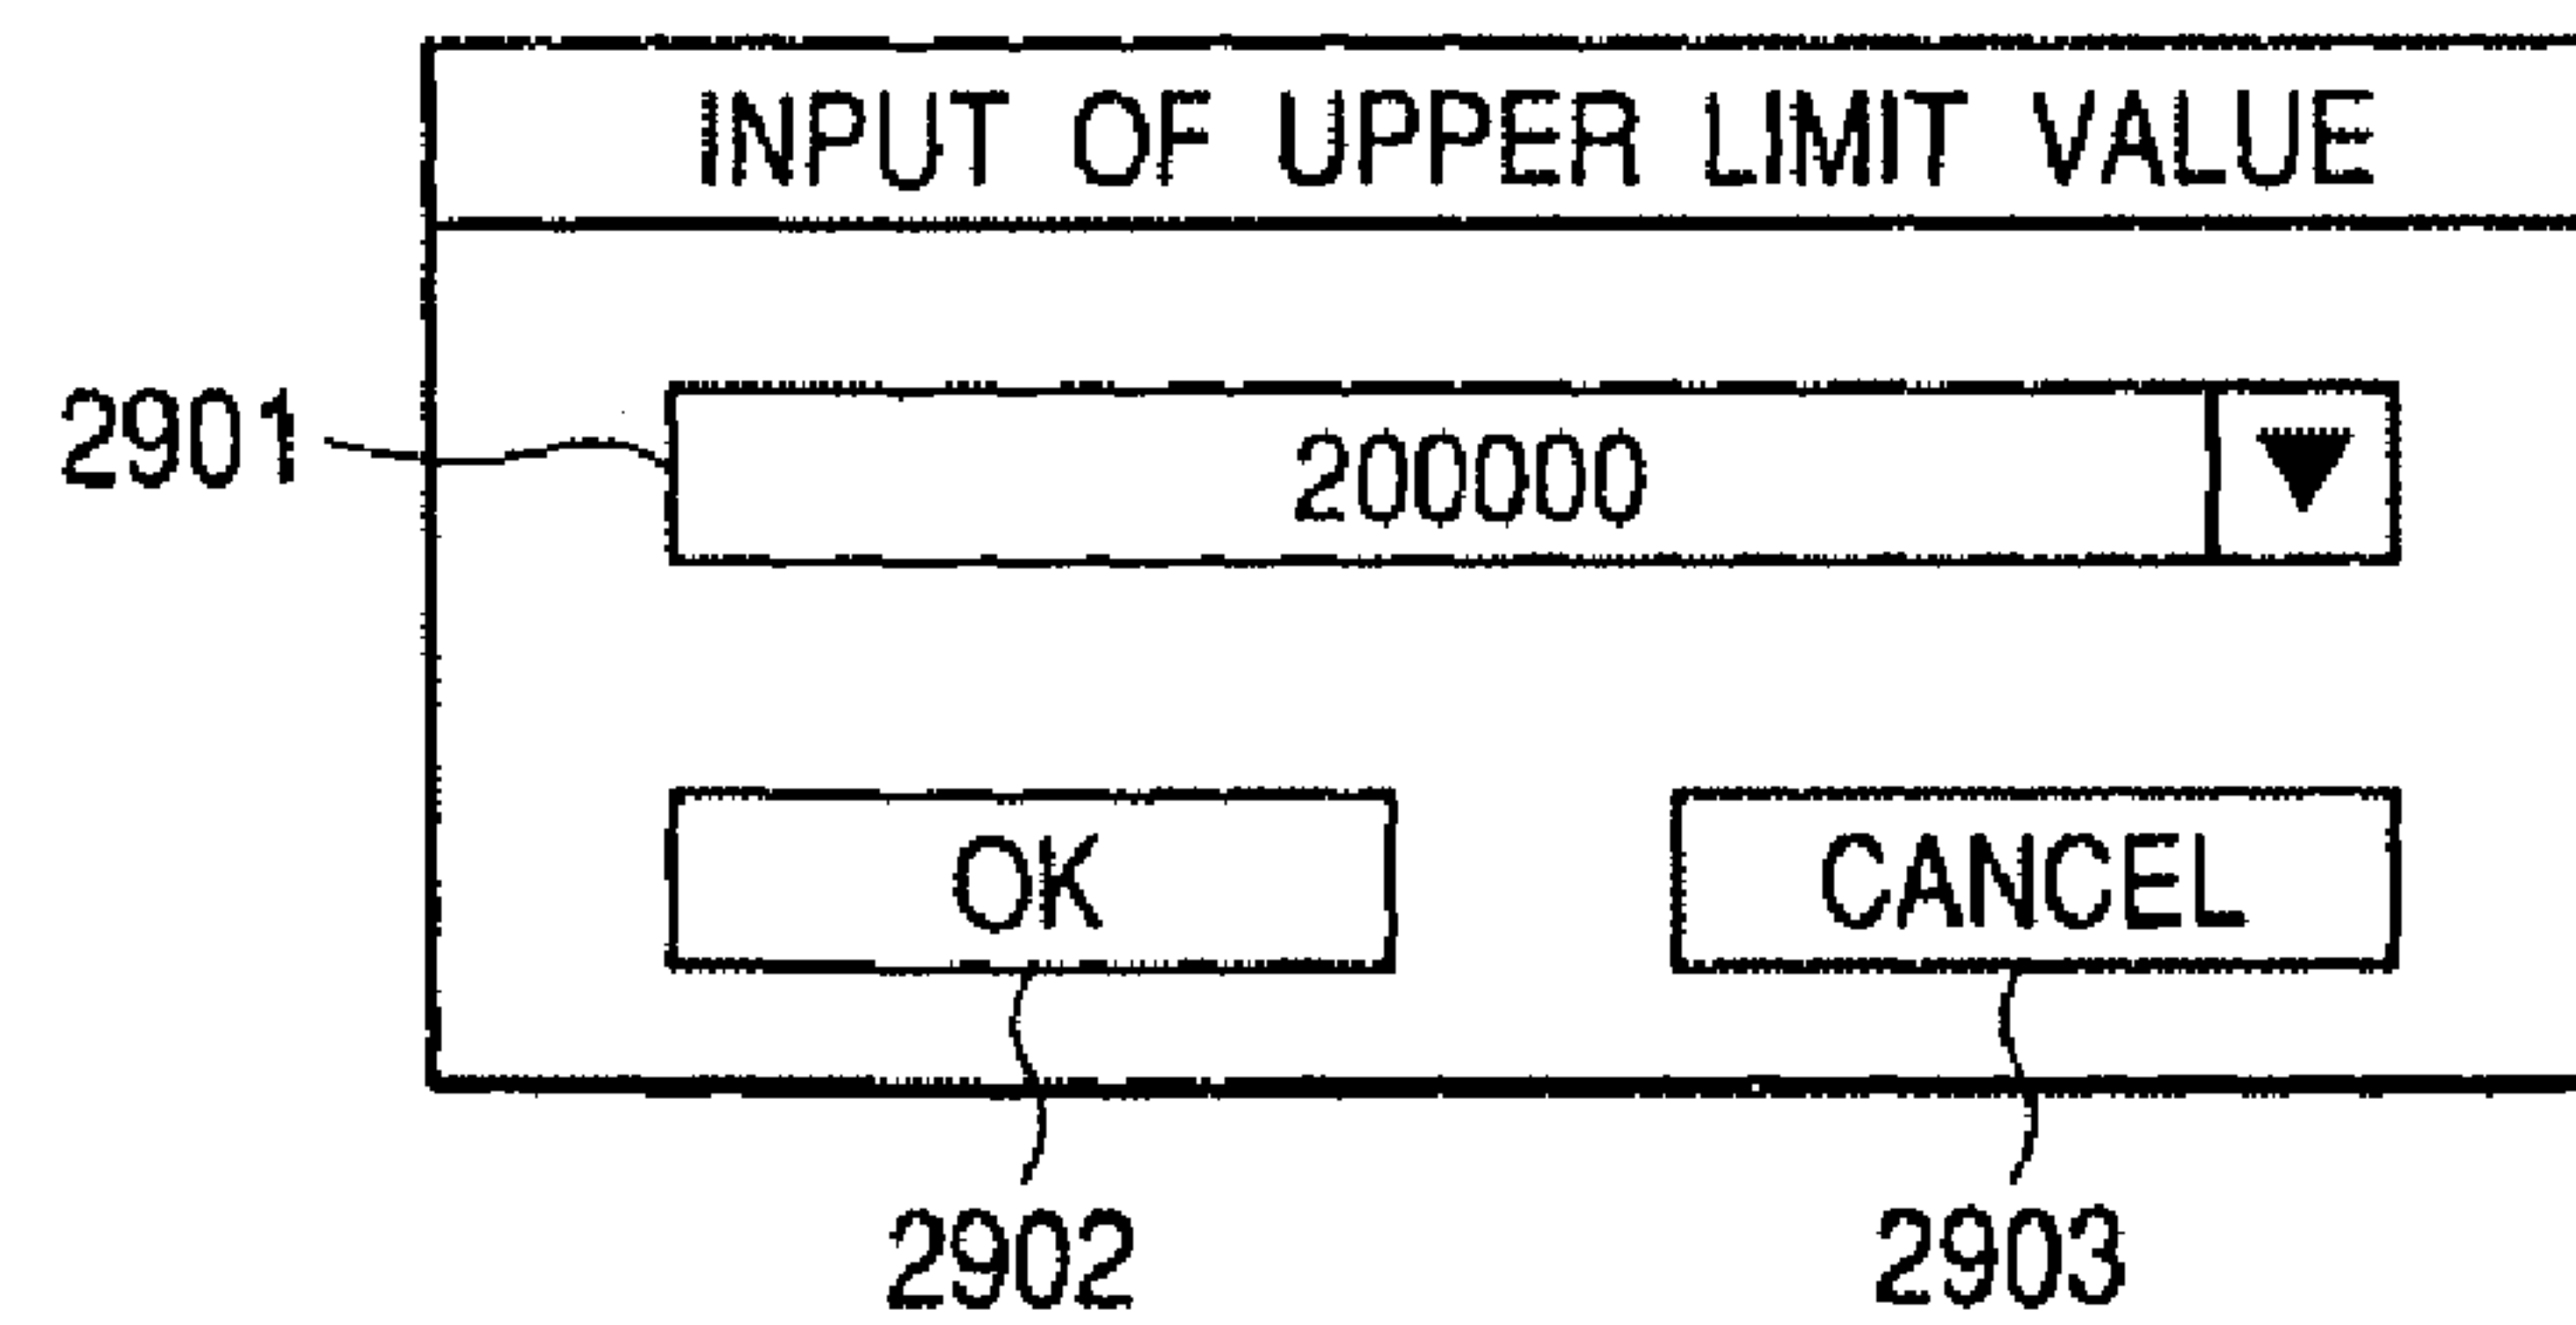 INPUT OF UPPER LIMIT VALUE
2901
200000
OK
CANCEL
2902
2903